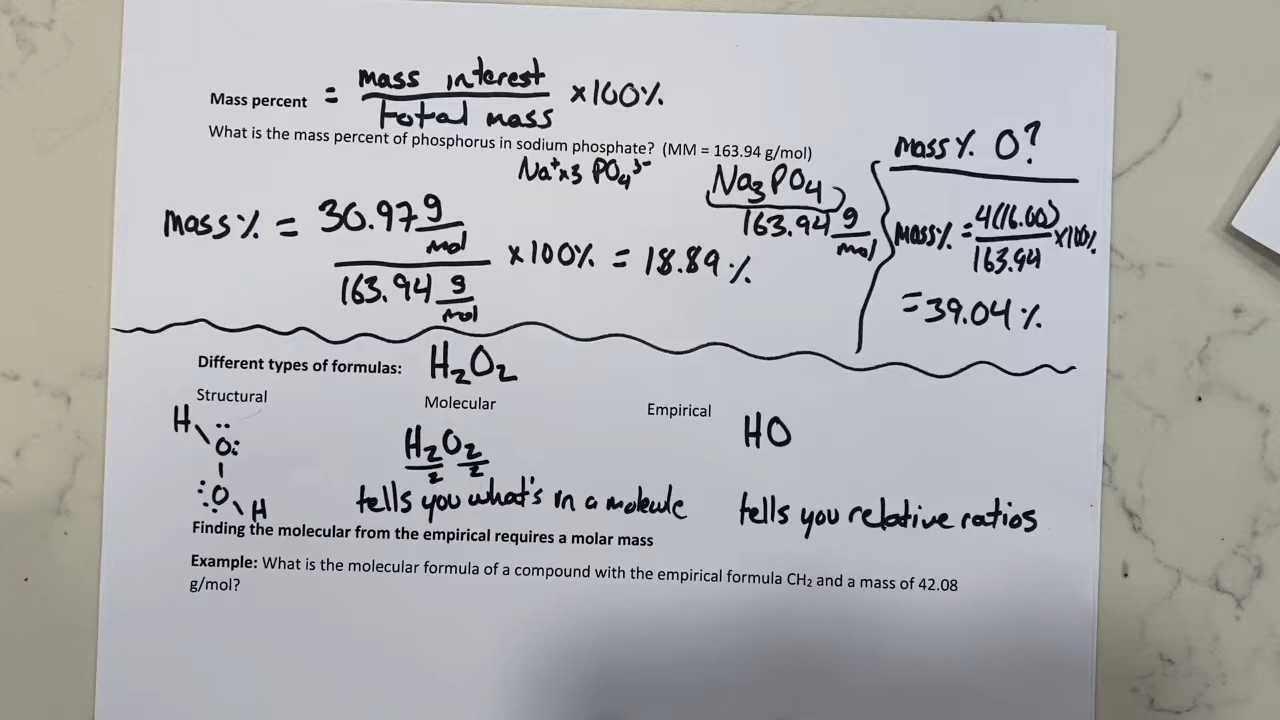 Mass percent = mass interest / total mass ×100%
What is the mass percent of phosphorus in sodium phosphate? (MM = 163.94 g/mol)
Na⁺×3 PO₄³⁻
Na₃PO₄
163.94 g/mol
mass % = 30.97 g/mol / 163.94 g/mol ×100% = 18.89 %
mass % O?
mass% = 4(16.00) / 163.94 ×100%
= 39.04 %
Different types of formulas: H₂O₂
Structural
Molecular
Empirical
H
O
O
H
H₂O₂
2 2
HO
tells you what's in a molecule
tells you relative ratios
Finding the molecular from the empirical requires a molar mass
Example: What is the molecular formula of a compound with the empirical formula CH₂ and a mass of 42.08
g/mol?